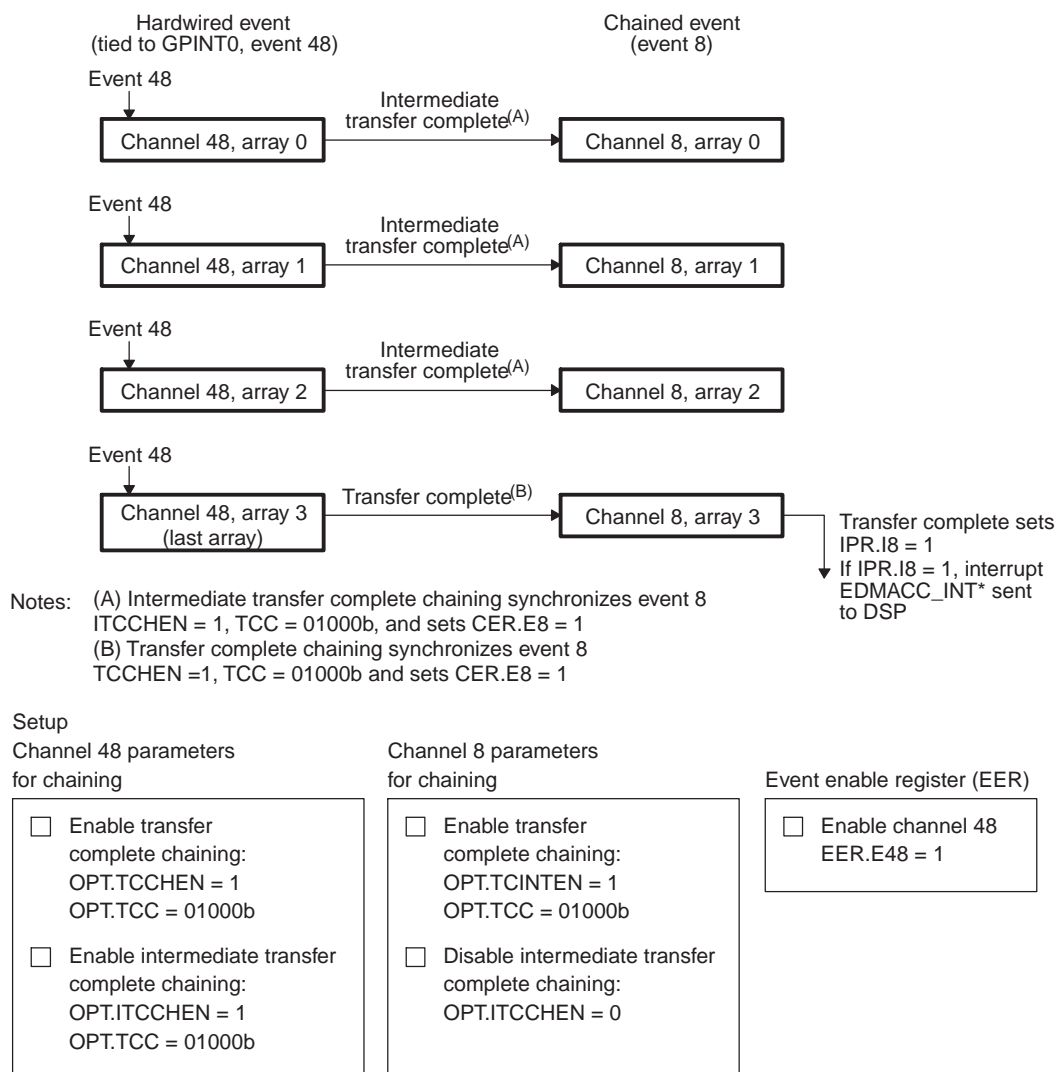 Hardwired event
(tied to GPINT0, event 48)
Chained event
(event 8)
Event 48
Channel 48, array 0
Intermediate
transfer complete(A)
Channel 8, array 0
Event 48
Channel 48, array 1
Intermediate
transfer complete(A)
Channel 8, array 1
Event 48
Channel 48, array 2
Intermediate
transfer complete(A)
Channel 8, array 2
Event 48
Channel 48, array 3
(last array)
Transfer complete(B)
Channel 8, array 3
Transfer complete sets
IPR.I8 = 1
If IPR.I8 = 1, interrupt
EDMACC_INT* sent
to DSP
Notes: (A) Intermediate transfer complete chaining synchronizes event 8
ITCCHEN = 1, TCC = 01000b, and sets CER.E8 = 1
(B) Transfer complete chaining synchronizes event 8
TCCHEN =1, TCC = 01000b and sets CER.E8 = 1
Setup
Channel 48 parameters
for chaining
Enable transfer
complete chaining:
OPT.TCCHEN = 1
OPT.TCC = 01000b
Enable intermediate transfer
complete chaining:
OPT.ITCCHEN = 1
OPT.TCC = 01000b
Channel 8 parameters
for chaining
Enable transfer
complete chaining:
OPT.TCINTEN = 1
OPT.TCC = 01000b
Disable intermediate transfer
complete chaining:
OPT.ITCCHEN = 0
Event enable register (EER)
Enable channel 48
EER.E48 = 1